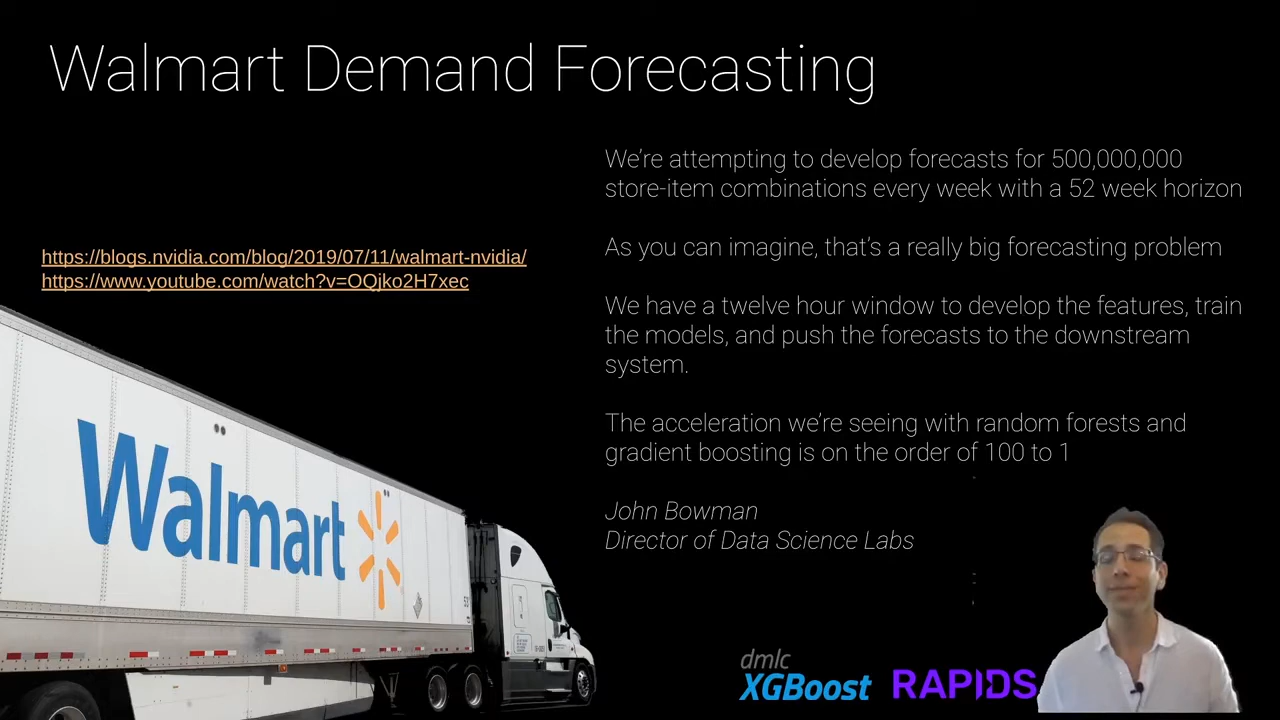 Walmart Demand Forecasting
We're attempting to develop forecasts for 500,000,000
store-item combinations every week with a 52 week horizon
As you can imagine, that's a really big forecasting problem
https://blogs.nvidia.com/blog/2019/07/11/walmart-nvidia/
https://www.youtube.com/watch?v=OQjko2H7xec
We have a twelve hour window to develop the features, train
the models, and push the forecasts to the downstream
system.
The acceleration we're seeing with random forests and
gradient boosting is on the order of 100 to 1
John Bowman
Director of Data Science Labs
Walmart
dmlc
XGBoost
RAPIDS